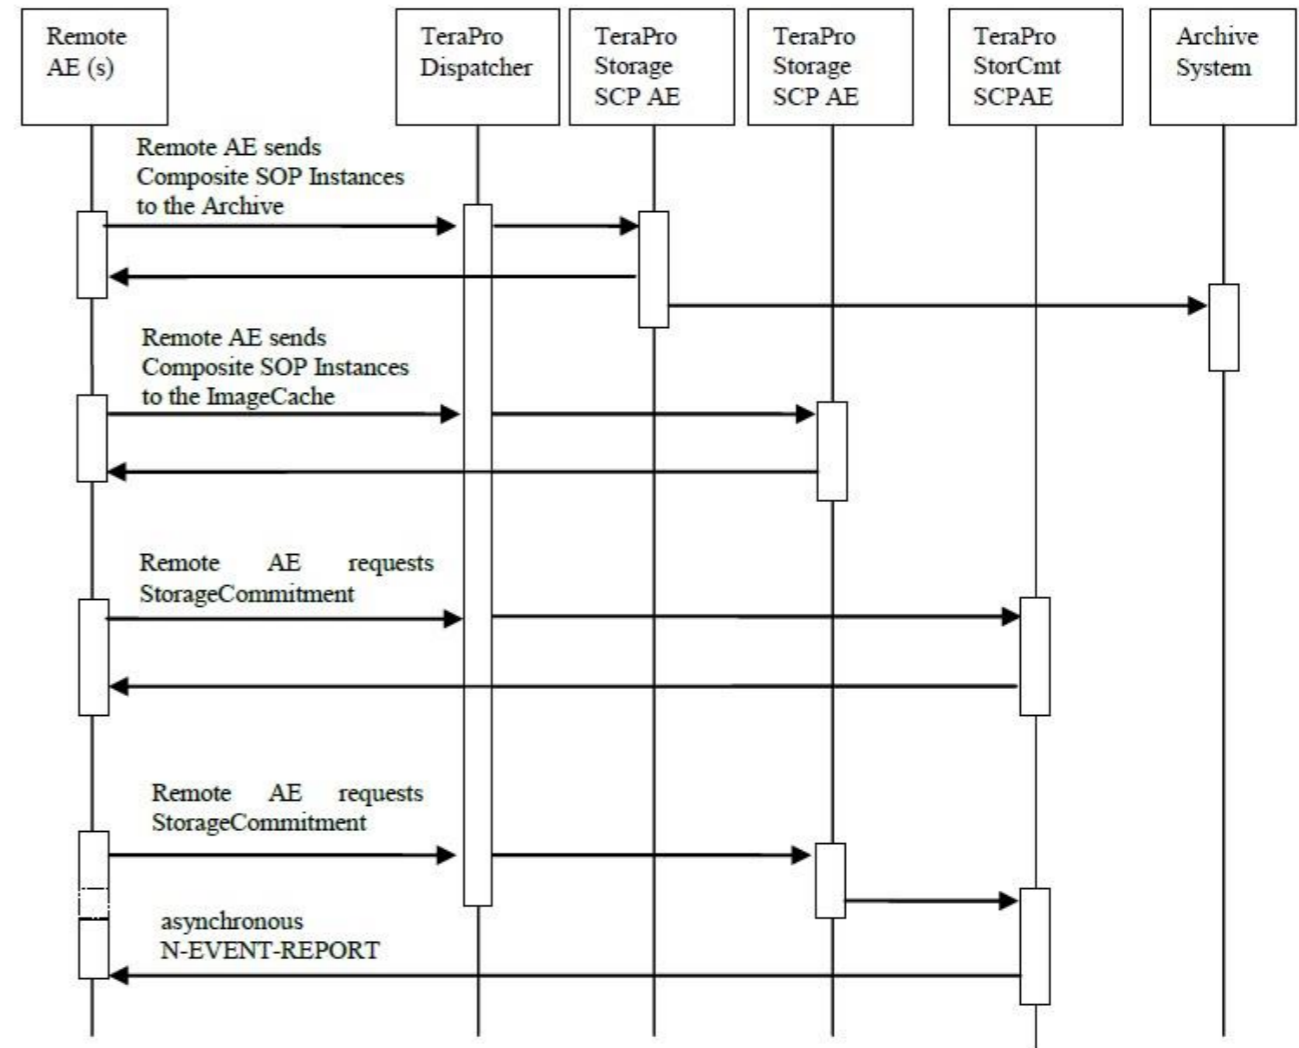 Remote
AE (s)
TeraPro
Dispatcher
TeraPro
Storage
SCP AE
TeraPro
Storage
SCP AE
TeraPro
StorCmt
SCPAE
Archive
System
Remote AE sends
Composite SOP Instances
to the Archive
Remote AE sends
Composite SOP Instances
to the ImageCache
Remote AE requests
StorageCommitment
Remote AE requests
StorageCommitment
asynchronous
N-EVENT-REPORT